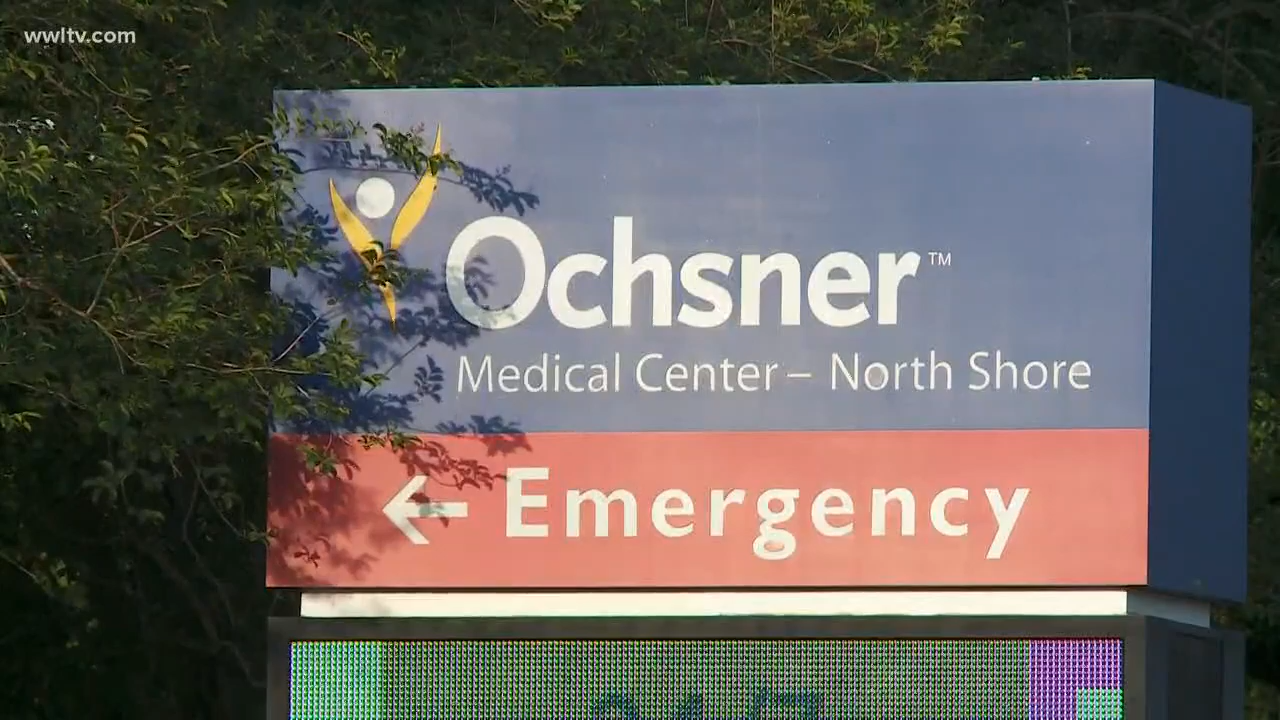 wwltv.com
Ochsner™
Medical Center – North Shore
← Emergency